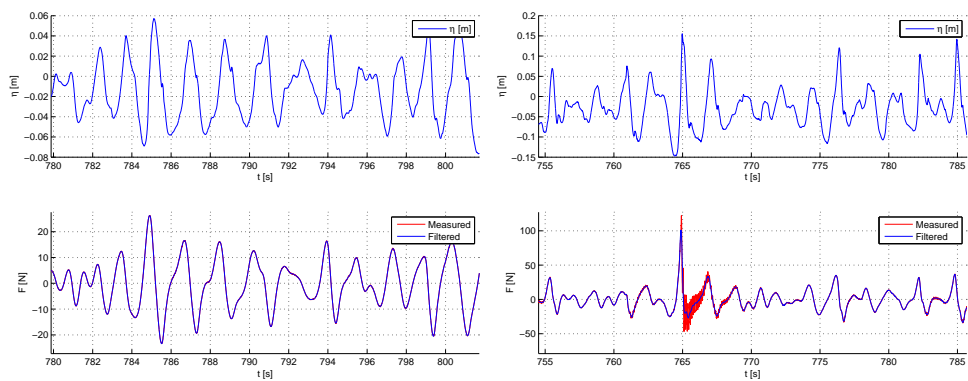 0.06
0.04
0.02
0
−0.02
−0.04
−0.06
−0.08
η [m]
η [m]
780 782 784 786 788 790 792 794 796 798 800
t [s]
0.2
0.15
0.1
0.05
0
−0.05
−0.1
−0.15
η [m]
η [m]
755 760 765 770 775 780 785
t [s]
20
10
0
−10
−20
F [N]
Measured
Filtered
780 782 784 786 788 790 792 794 796 798 800
t [s]
100
50
0
−50
F [N]
Measured
Filtered
755 760 765 770 775 780 785
t [s]